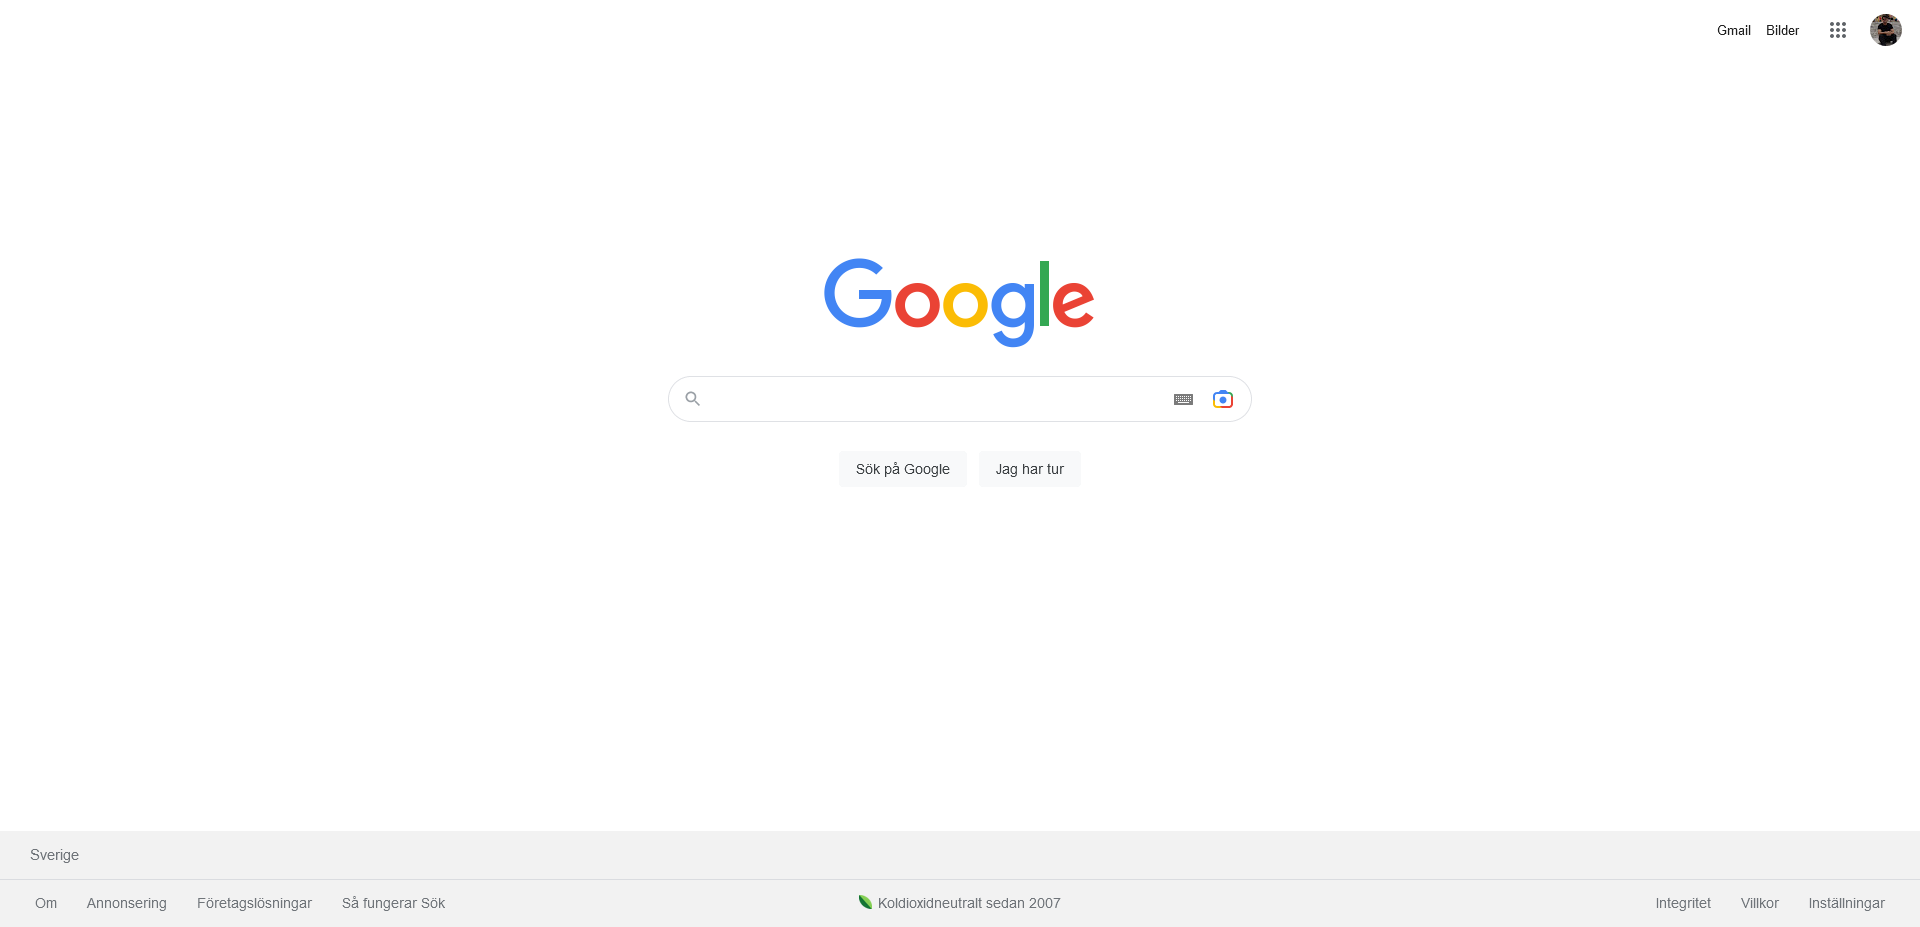 Gmail Bilder
Google
Sök på Google Jag har tur
Sverige
Om Annonsering Företagslösningar Så fungerar Sök Koldioxidneutralt sedan 2007 Integritet Villkor Inställningar